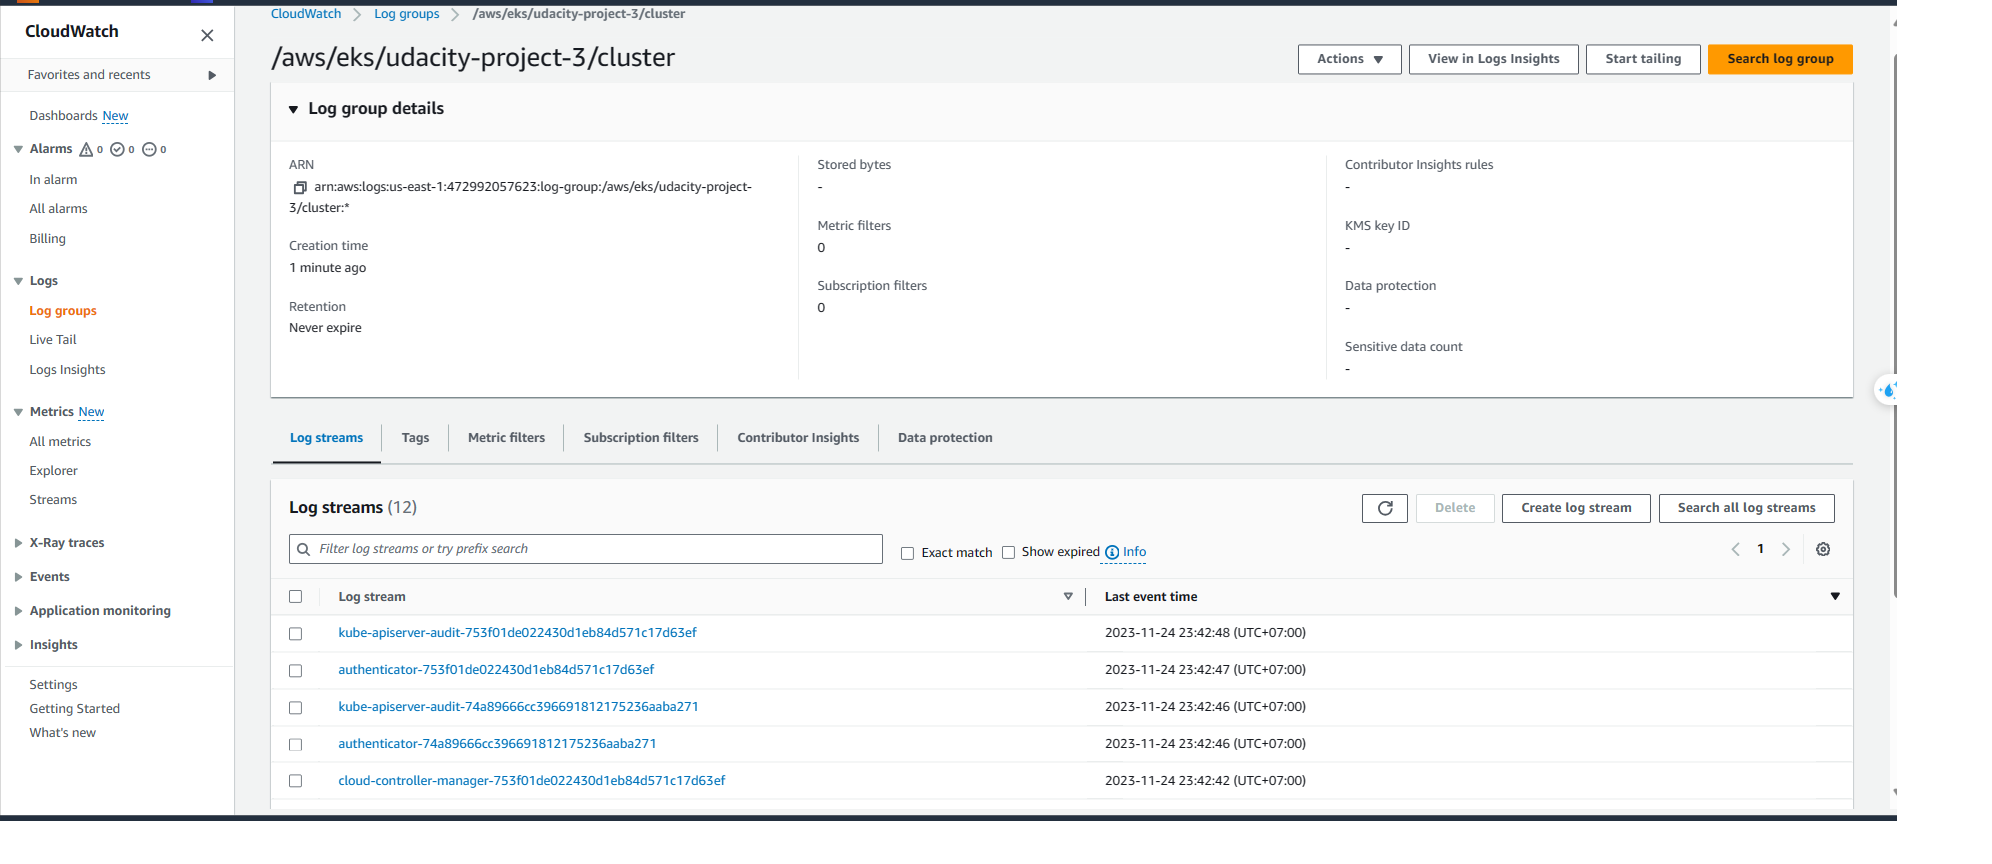 CloudWatch
Favorites and recents
Dashboards New
Alarms 0 0 0
In alarm
All alarms
Billing
Logs
Log groups
Live Tail
Logs Insights
Metrics New
All metrics
Explorer
Streams
X-Ray traces
Events
Application monitoring
Insights
Settings
Getting Started
What's new
CloudWatch Log groups /aws/eks/udacity-project-3/cluster
/aws/eks/udacity-project-3/cluster
Actions View in Logs Insights Start tailing Search log group
Log group details
ARN
arn:aws:logs:us-east-1:472992057623:log-group:/aws/eks/udacity-project-
3/cluster:*
Creation time
1 minute ago
Retention
Never expire
Stored bytes
-
Metric filters
0
Subscription filters
0
Contributor Insights rules
-
KMS key ID
-
Data protection
-
Sensitive data count
-
Log streams Tags Metric filters Subscription filters Contributor Insights Data protection
Log streams (12)
Delete Create log stream Search all log streams
Filter log streams or try prefix search Exact match Show expired Info 1
Log stream Last event time
kube-apiserver-audit-753f01de022430d1eb84d571c17d63ef 2023-11-24 23:42:48 (UTC+07:00)
authenticator-753f01de022430d1eb84d571c17d63ef 2023-11-24 23:42:47 (UTC+07:00)
kube-apiserver-audit-74a89666cc396691812175236aaba271 2023-11-24 23:42:46 (UTC+07:00)
authenticator-74a89666cc396691812175236aaba271 2023-11-24 23:42:46 (UTC+07:00)
cloud-controller-manager-753f01de022430d1eb84d571c17d63ef 2023-11-24 23:42:42 (UTC+07:00)